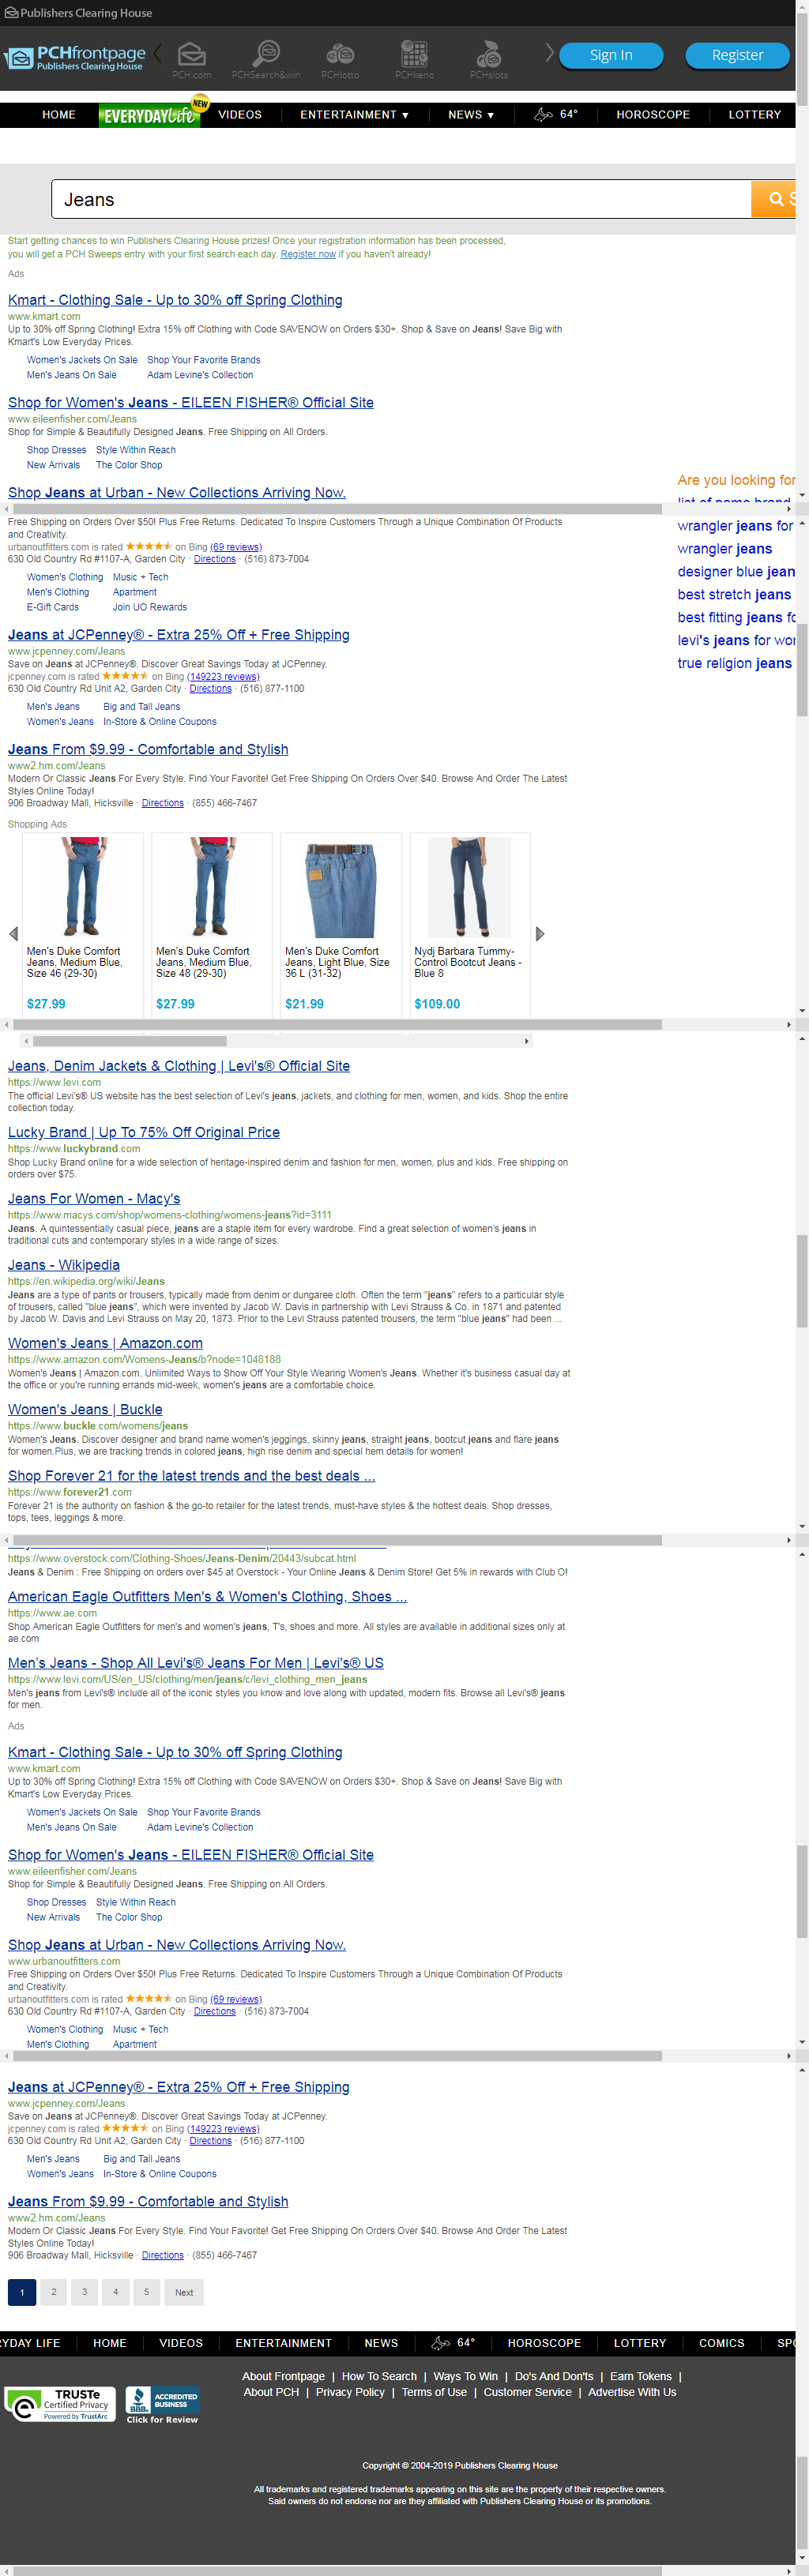 Publishers Clearing House
PCHfrontpage
Publishers Clearing House
PCH.com PCHSearch&win PCHlotto PCHkeno PCHslots
Sign In Register
HOME EVERYDAYLife NEW VIDEOS ENTERTAINMENT ▼ NEWS ▼ 64° HOROSCOPE LOTTERY
Jeans
Start getting chances to win Publishers Clearing House prizes! Once your registration information has been processed,
you will get a PCH Sweeps entry with your first search each day. Register now if you haven't already!
Ads
Kmart - Clothing Sale - Up to 30% off Spring Clothing
www.kmart.com
Up to 30% off Spring Clothing! Extra 15% off Clothing with Code SAVENOW on Orders $30+. Shop & Save on Jeans! Save Big with
Kmart's Low Everyday Prices.
Women's Jackets On Sale Shop Your Favorite Brands
Men's Jeans On Sale Adam Levine's Collection
Shop for Women's Jeans - EILEEN FISHER® Official Site
www.eileenfisher.com/Jeans
Shop for Simple & Beautifully Designed Jeans. Free Shipping on All Orders.
Shop Dresses Style Within Reach
New Arrivals The Color Shop
Are you looking for
Shop Jeans at Urban - New Collections Arriving Now.
list of name brand
Free Shipping on Orders Over $50! Plus Free Returns. Dedicated To Inspire Customers Through a Unique Combination Of Products
and Creativity.
urbanoutfitters.com is rated ★★★★★ on Bing (69 reviews)
630 Old Country Rd #1107-A, Garden City · Directions · (516) 873-7004
Women's Clothing Music + Tech
Men's Clothing Apartment
E-Gift Cards Join UO Rewards
wrangler jeans for
wrangler jeans
designer blue jean
best stretch jeans
best fitting jeans fo
levi's jeans for wor
true religion jeans
Jeans at JCPenney® - Extra 25% Off + Free Shipping
www.jcpenney.com/Jeans
Save on Jeans at JCPenney®. Discover Great Savings Today at JCPenney.
jcpenney.com is rated ★★★★★ on Bing (149223 reviews)
630 Old Country Rd Unit A2, Garden City · Directions · (516) 877-1100
Men's Jeans Big and Tall Jeans
Women's Jeans In-Store & Online Coupons
Jeans From $9.99 - Comfortable and Stylish
www2.hm.com/Jeans
Modern Or Classic Jeans For Every Style. Find Your Favorite! Get Free Shipping On Orders Over $40. Browse And Order The Latest
Styles Online Today!
906 Broadway Mall, Hicksville · Directions · (855) 466-7467
Shopping Ads
Men's Duke Comfort
Jeans, Medium Blue,
Size 46 (29-30)
$27.99
Men's Duke Comfort
Jeans, Medium Blue,
Size 48 (29-30)
$27.99
Men's Duke Comfort
Jeans, Light Blue, Size
36 L (31-32)
$21.99
Nydj Barbara Tummy-
Control Bootcut Jeans -
Blue 8
$109.00
Jeans, Denim Jackets & Clothing | Levi's® Official Site
https://www.levi.com
The official Levi's® US website has the best selection of Levi's jeans, jackets, and clothing for men, women, and kids. Shop the entire
collection today.
Lucky Brand | Up To 75% Off Original Price
https://www.luckybrand.com
Shop Lucky Brand online for a wide selection of heritage-inspired denim and fashion for men, women, plus and kids. Free shipping on
orders over $75.
Jeans For Women - Macy's
https://www.macys.com/shop/womens-clothing/womens-jeans?id=3111
Jeans. A quintessentially casual piece, jeans are a staple item for every wardrobe. Find a great selection of women's jeans in
traditional cuts and contemporary styles in a wide range of sizes.
Jeans - Wikipedia
https://en.wikipedia.org/wiki/Jeans
Jeans are a type of pants or trousers, typically made from denim or dungaree cloth. Often the term "jeans" refers to a particular style
of trousers, called "blue jeans", which were invented by Jacob W. Davis in partnership with Levi Strauss & Co. in 1871 and patented
by Jacob W. Davis and Levi Strauss on May 20, 1873. Prior to the Levi Strauss patented trousers, the term "blue jeans" had been ...
Women's Jeans | Amazon.com
https://www.amazon.com/Womens-Jeans/b?node=1048188
Women's Jeans | Amazon.com. Unlimited Ways to Show Off Your Style Wearing Women's Jeans. Whether it's business casual day at
the office or you're running errands mid-week, women's jeans are a comfortable choice.
Women's Jeans | Buckle
https://www.buckle.com/womens/jeans
Women's Jeans. Discover designer and brand name women's jeggings, skinny jeans, straight jeans, bootcut jeans and flare jeans
for women.Plus, we are tracking trends in colored jeans, high rise denim and special hem details for women!
Shop Forever 21 for the latest trends and the best deals ...
https://www.forever21.com
Forever 21 is the authority on fashion & the go-to retailer for the latest trends, must-have styles & the hottest deals. Shop dresses,
tops, tees, leggings & more.
https://www.overstock.com/Clothing-Shoes/Jeans-Denim/20443/subcat.html
Jeans & Denim : Free Shipping on orders over $45 at Overstock - Your Online Jeans & Denim Store! Get 5% in rewards with Club O!
American Eagle Outfitters Men's & Women's Clothing, Shoes ...
https://www.ae.com
Shop American Eagle Outfitters for men's and women's jeans, T's, shoes and more. All styles are available in additional sizes only at
ae.com
Men's Jeans - Shop All Levi's® Jeans For Men | Levi's® US
https://www.levi.com/US/en_US/clothing/men/jeans/c/levi_clothing_men_jeans
Men's jeans from Levi's® include all of the iconic styles you know and love along with updated, modern fits. Browse all Levi's® jeans
for men.
Ads
Kmart - Clothing Sale - Up to 30% off Spring Clothing
www.kmart.com
Up to 30% off Spring Clothing! Extra 15% off Clothing with Code SAVENOW on Orders $30+. Shop & Save on Jeans! Save Big with
Kmart's Low Everyday Prices.
Women's Jackets On Sale Shop Your Favorite Brands
Men's Jeans On Sale Adam Levine's Collection
Shop for Women's Jeans - EILEEN FISHER® Official Site
www.eileenfisher.com/Jeans
Shop for Simple & Beautifully Designed Jeans. Free Shipping on All Orders.
Shop Dresses Style Within Reach
New Arrivals The Color Shop
Shop Jeans at Urban - New Collections Arriving Now.
www.urbanoutfitters.com
Free Shipping on Orders Over $50! Plus Free Returns. Dedicated To Inspire Customers Through a Unique Combination Of Products
and Creativity.
urbanoutfitters.com is rated ★★★★★ on Bing (69 reviews)
630 Old Country Rd #1107-A, Garden City · Directions · (516) 873-7004
Women's Clothing Music + Tech
Men's Clothing Apartment
Jeans at JCPenney® - Extra 25% Off + Free Shipping
www.jcpenney.com/Jeans
Save on Jeans at JCPenney®. Discover Great Savings Today at JCPenney.
jcpenney.com is rated ★★★★★ on Bing (149223 reviews)
630 Old Country Rd Unit A2, Garden City · Directions · (516) 877-1100
Men's Jeans Big and Tall Jeans
Women's Jeans In-Store & Online Coupons
Jeans From $9.99 - Comfortable and Stylish
www2.hm.com/Jeans
Modern Or Classic Jeans For Every Style. Find Your Favorite! Get Free Shipping On Orders Over $40. Browse And Order The Latest
Styles Online Today!
906 Broadway Mall, Hicksville · Directions · (855) 466-7467
1 2 3 4 5 Next
RYDAY LIFE HOME VIDEOS ENTERTAINMENT NEWS 64° HOROSCOPE LOTTERY COMICS SPO
About Frontpage | How To Search | Ways To Win | Do's And Don'ts | Earn Tokens |
About PCH | Privacy Policy | Terms of Use | Customer Service | Advertise With Us
TRUSTe
Certified Privacy
Powered by TrustArc
BBB ACCREDITED
BUSINESS
Click for Review
Copyright © 2004-2019 Publishers Clearing House
All trademarks and registered trademarks appearing on this site are the property of their respective owners.
Said owners do not endorse nor are they affiliated with Publishers Clearing House or its promotions.